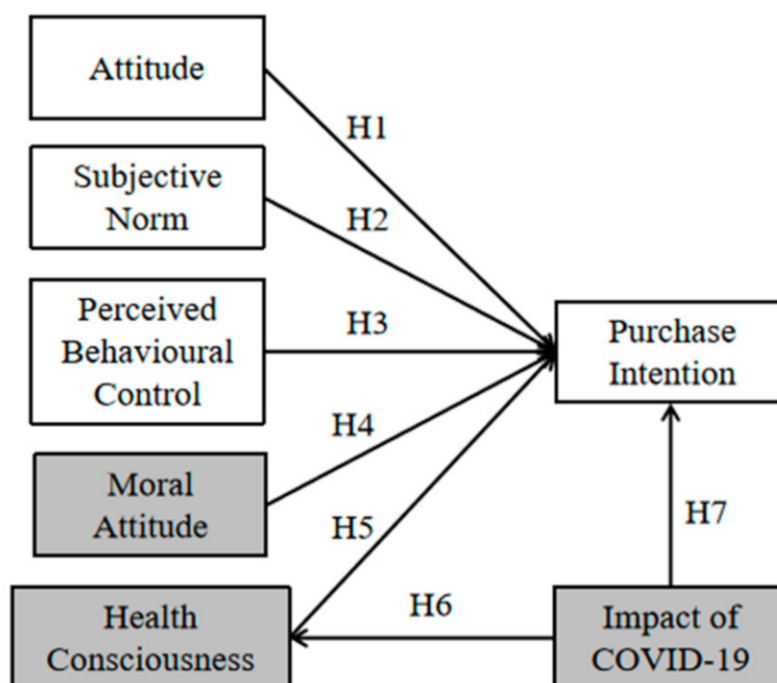 Attitude
H1
Subjective
Norm
H2
Perceived
Behavioural
Control
H3
Purchase
Intention
Moral
Attitude
H4
H5
H7
Health
Consciousness
H6
Impact of
COVID-19